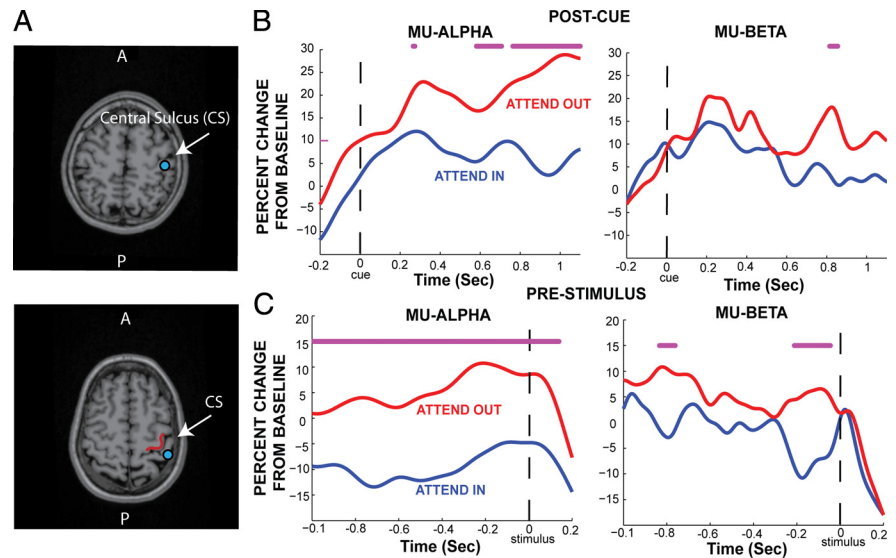 A
A
Central Sulcus (CS)
P
A
CS
P
B
POST-CUE
MU-ALPHA
MU-BETA
PERCENT CHANGE
FROM BASELINE
30
25
20
15
10
5
0
-5
-10
ATTEND OUT
ATTEND IN
-0.2 0 0.2 0.4 0.6 0.8 1
cue
Time (Sec)
30
25
20
15
10
5
0
-5
-10
-0.2 0 0.2 0.4 0.6 0.8 1
cue
Time (Sec)
C
PRE-STIMULUS
MU-ALPHA
MU-BETA
PERCENT CHANGE
FROM BASELINE
20
15
10
5
0
-5
-10
-15
ATTEND OUT
ATTEND IN
-0.1 -0.8 -0.6 -0.4 -0.2 0 0.2
stimulus
Time (Sec)
20
15
10
5
0
-5
-10
-15
-0.1 -0.8 -0.6 -0.4 -0.2 0 0.2
stimulus
Time (Sec)